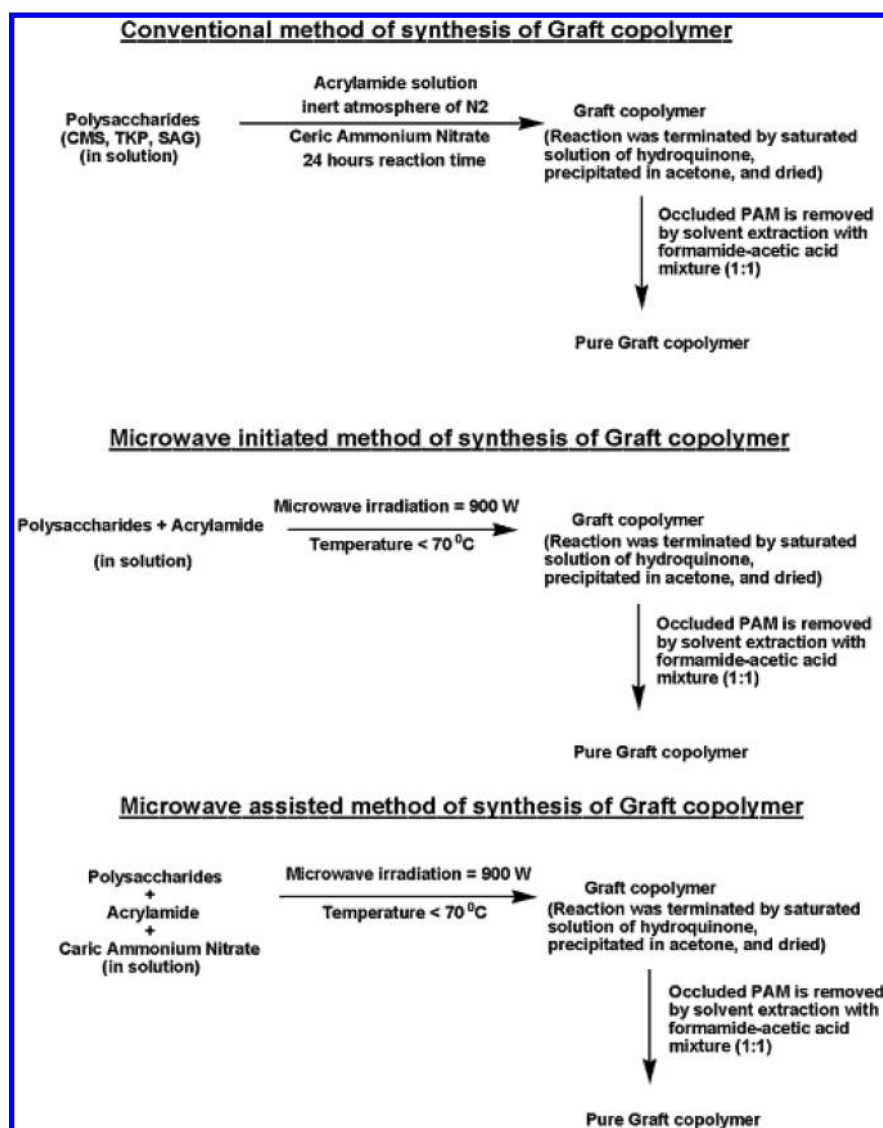 Conventional method of synthesis of Graft copolymer
Acrylamide solution
inert atmosphere of N2
Polysaccharides
(CMS, TKP, SAG)
(in solution)
Ceric Ammonium Nitrate
24 hours reaction time
Graft copolymer
(Reaction was terminated by saturated
solution of hydroquinone,
precipitated in acetone, and dried)
Occluded PAM is removed
by solvent extraction with
formamide-acetic acid
mixture (1:1)
Pure Graft copolymer
Microwave initiated method of synthesis of Graft copolymer
Polysaccharides + Acrylamide
(in solution)
Microwave irradiation = 900 W
Temperature < 70 ⁰C
Graft copolymer
(Reaction was terminated by saturated
solution of hydroquinone,
precipitated in acetone, and dried)
Occluded PAM is removed
by solvent extraction with
formamide-acetic acid
mixture (1:1)
Pure Graft copolymer
Microwave assisted method of synthesis of Graft copolymer
Polysaccharides
+
Acrylamide
+
Caric Ammonium Nitrate
(in solution)
Microwave irradiation = 900 W
Temperature < 70 ⁰C
Graft copolymer
(Reaction was terminated by saturated
solution of hydroquinone,
precipitated in acetone, and dried)
Occluded PAM is removed
by solvent extraction with
formamide-acetic acid
mixture (1:1)
Pure Graft copolymer